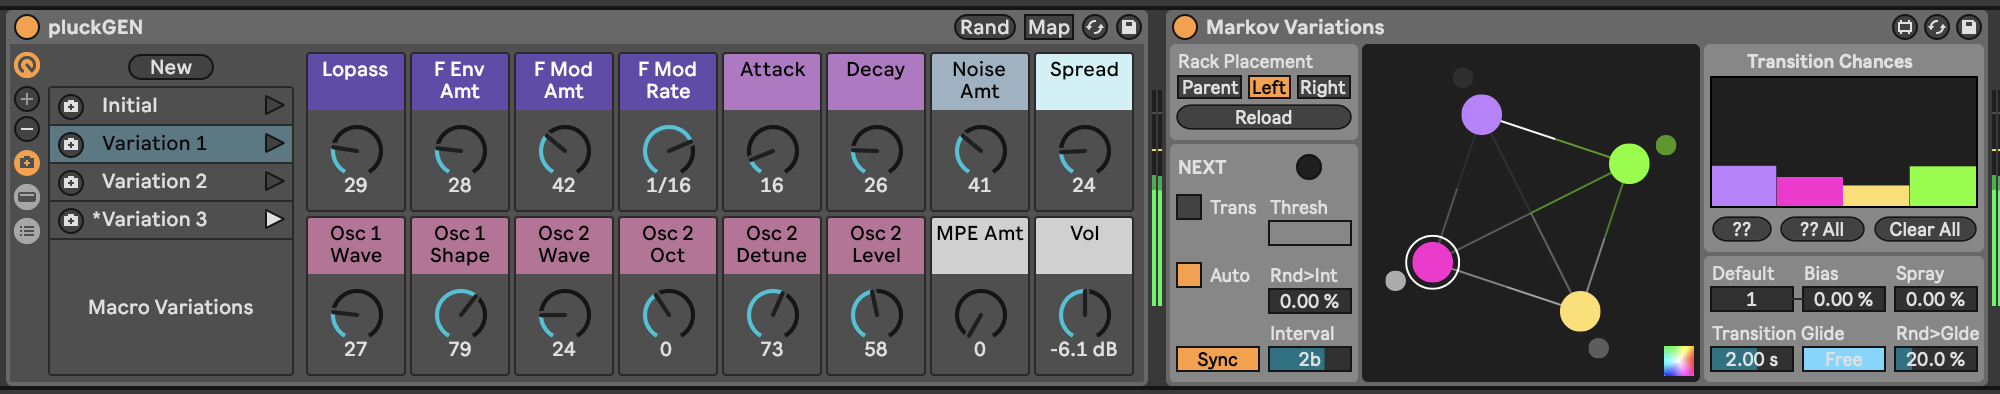 pluckGEN
Rand
Map
New
Initial
Variation 1
Variation 2
*Variation 3
Macro Variations
Lopass
29
F Env
Amt
28
F Mod
Amt
42
F Mod
Rate
1/16
Attack
16
Decay
26
Noise
Amt
41
Spread
24
Osc 1
Wave
27
Osc 1
Shape
79
Osc 2
Wave
24
Osc 2
Oct
0
Osc 2
Detune
73
Osc 2
Level
58
MPE Amt
0
Vol
-6.1 dB
Markov Variations
Rack Placement
Parent
Left
Right
Reload
NEXT
Trans
Thresh
Auto
Rnd>Int
0.00 %
Interval
Sync
2b
Transition Chances
??
?? All
Clear All
Default
Bias
Spray
1
0.00 %
0.00 %
Transition Glide
Rnd>Glde
2.00 s
Free
20.0 %